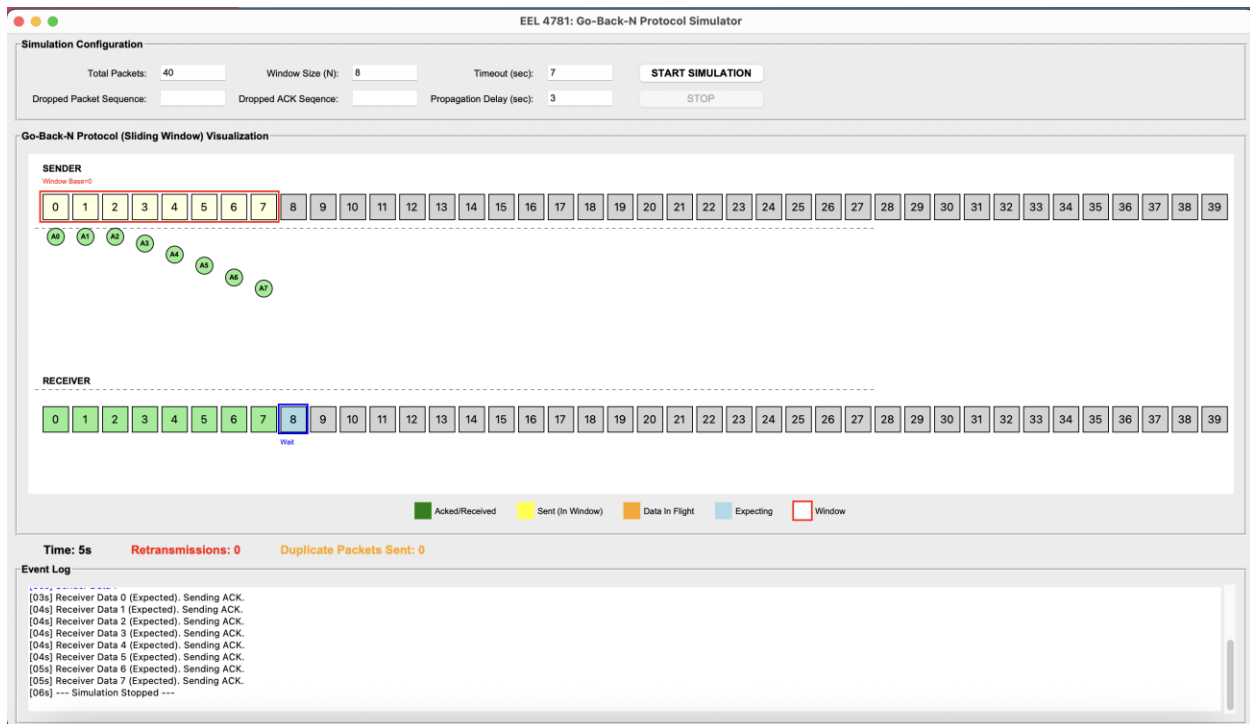 EEL 4781: Go-Back-N Protocol Simulator
Simulation Configuration
Total Packets: 40 Window Size (N): 8 Timeout (sec): 7 START SIMULATION
Dropped Packet Sequence: Dropped ACK Seqence: Propagation Delay (sec): 3 STOP
Go-Back-N Protocol (Sliding Window) Visualization
SENDER
Window Base=0
0 1 2 3 4 5 6 7 8 9 10 11 12 13 14 15 16 17 18 19 20 21 22 23 24 25 26 27 28 29 30 31 32 33 34 35 36 37 38 39
A0 A1 A2 A3 A4 A5 A6 A7
RECEIVER
0 1 2 3 4 5 6 7 8 9 10 11 12 13 14 15 16 17 18 19 20 21 22 23 24 25 26 27 28 29 30 31 32 33 34 35 36 37 38 39
Wait
Acked/Received Sent (In Window) Data In Flight Expecting Window
Time: 5s Retransmissions: 0 Duplicate Packets Sent: 0
Event Log
[03s] Receiver Data 0 (Expected). Sending ACK.
[04s] Receiver Data 1 (Expected). Sending ACK.
[04s] Receiver Data 2 (Expected). Sending ACK.
[04s] Receiver Data 3 (Expected). Sending ACK.
[04s] Receiver Data 4 (Expected). Sending ACK.
[04s] Receiver Data 5 (Expected). Sending ACK.
[05s] Receiver Data 6 (Expected). Sending ACK.
[05s] Receiver Data 7 (Expected). Sending ACK.
[06s] --- Simulation Stopped ---